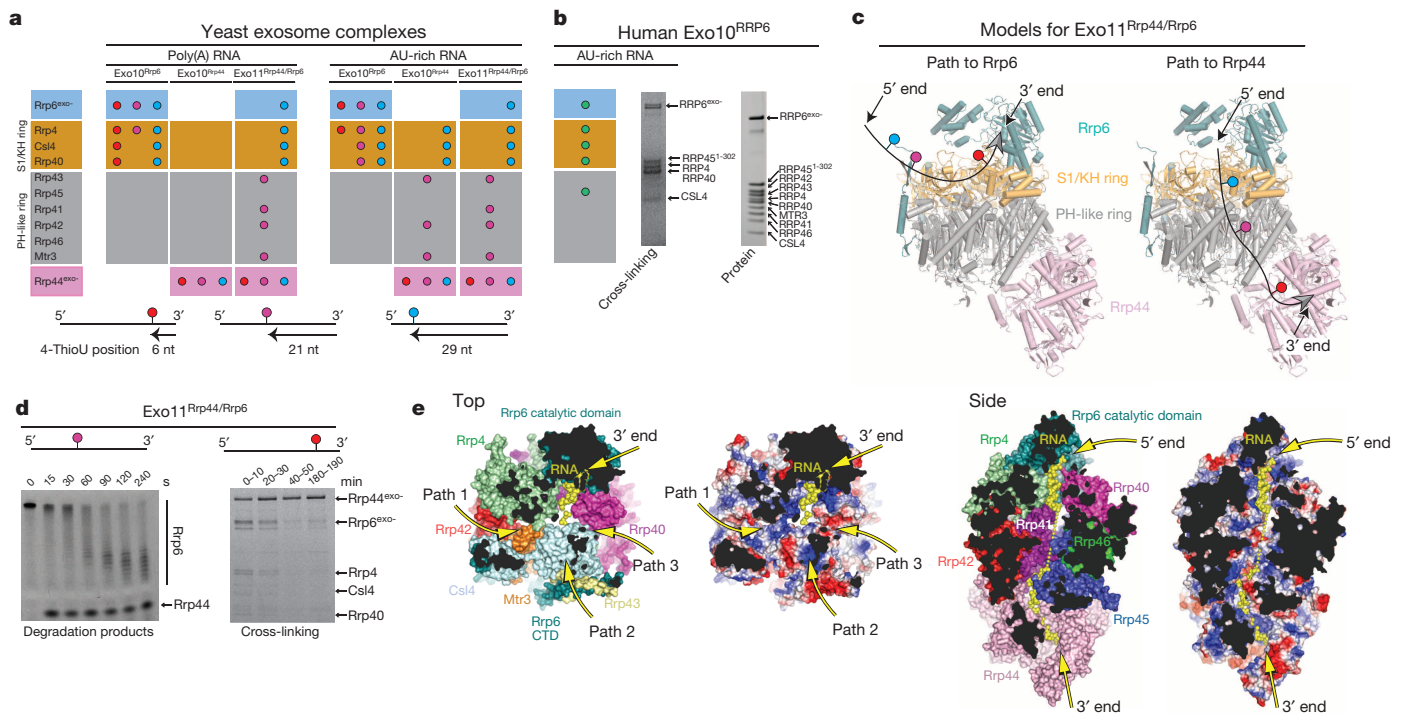 a
Yeast exosome complexes
Poly(A) RNA
AU-rich RNA
Exo10Rrp6
Exo10Rrp44
Exo11Rrp44/Rrp6
Exo10Rrp6
Exo10Rrp44
Exo11Rrp44/Rrp6
Rrp6exo-
S1/KH ring
Rrp4
Csl4
Rrp40
PH-like ring
Rrp43
Rrp45
Rrp41
Rrp42
Rrp46
Mtr3
Rrp44exo-
5′ 3′ 5′ 3′ 5′ 3′
4-ThioU position 6 nt 21 nt 29 nt
b
Human Exo10RRP6
AU-rich RNA
RRP6exo-
RRP451-302
RRP4
RRP40
CSL4
Cross-linking
RRP6exo-
RRP451-302
RRP42
RRP43
RRP4
RRP40
MTR3
RRP41
RRP46
CSL4
Protein
c
Models for Exo11Rrp44/Rrp6
Path to Rrp6
Path to Rrp44
5′ end
3′ end
5′ end
Rrp6
S1/KH ring
PH-like ring
Rrp44
3′ end
d
Exo11Rrp44/Rrp6
5′ 3′
5′ 3′
0 15 30 60 90 120 240 s
Rrp6
Rrp44
Degradation products
0–10 20–30 40–50 180–190 min
Rrp44exo-
Rrp6exo-
Rrp4
Csl4
Rrp40
Cross-linking
e
Top
Rrp6 catalytic domain
Rrp4
3′ end
RNA
Path 1
Rrp42
Rrp40
Path 3
Csl4
Mtr3
Rrp43
Rrp6
CTD
Path 2
3′ end
RNA
Path 1
Path 3
Path 2
Side
Rrp6 catalytic domain
Rrp4
RNA
5′ end
Rrp40
Rrp41
Rrp46
Rrp42
Rrp45
Rrp44
3′ end
RNA
5′ end
3′ end